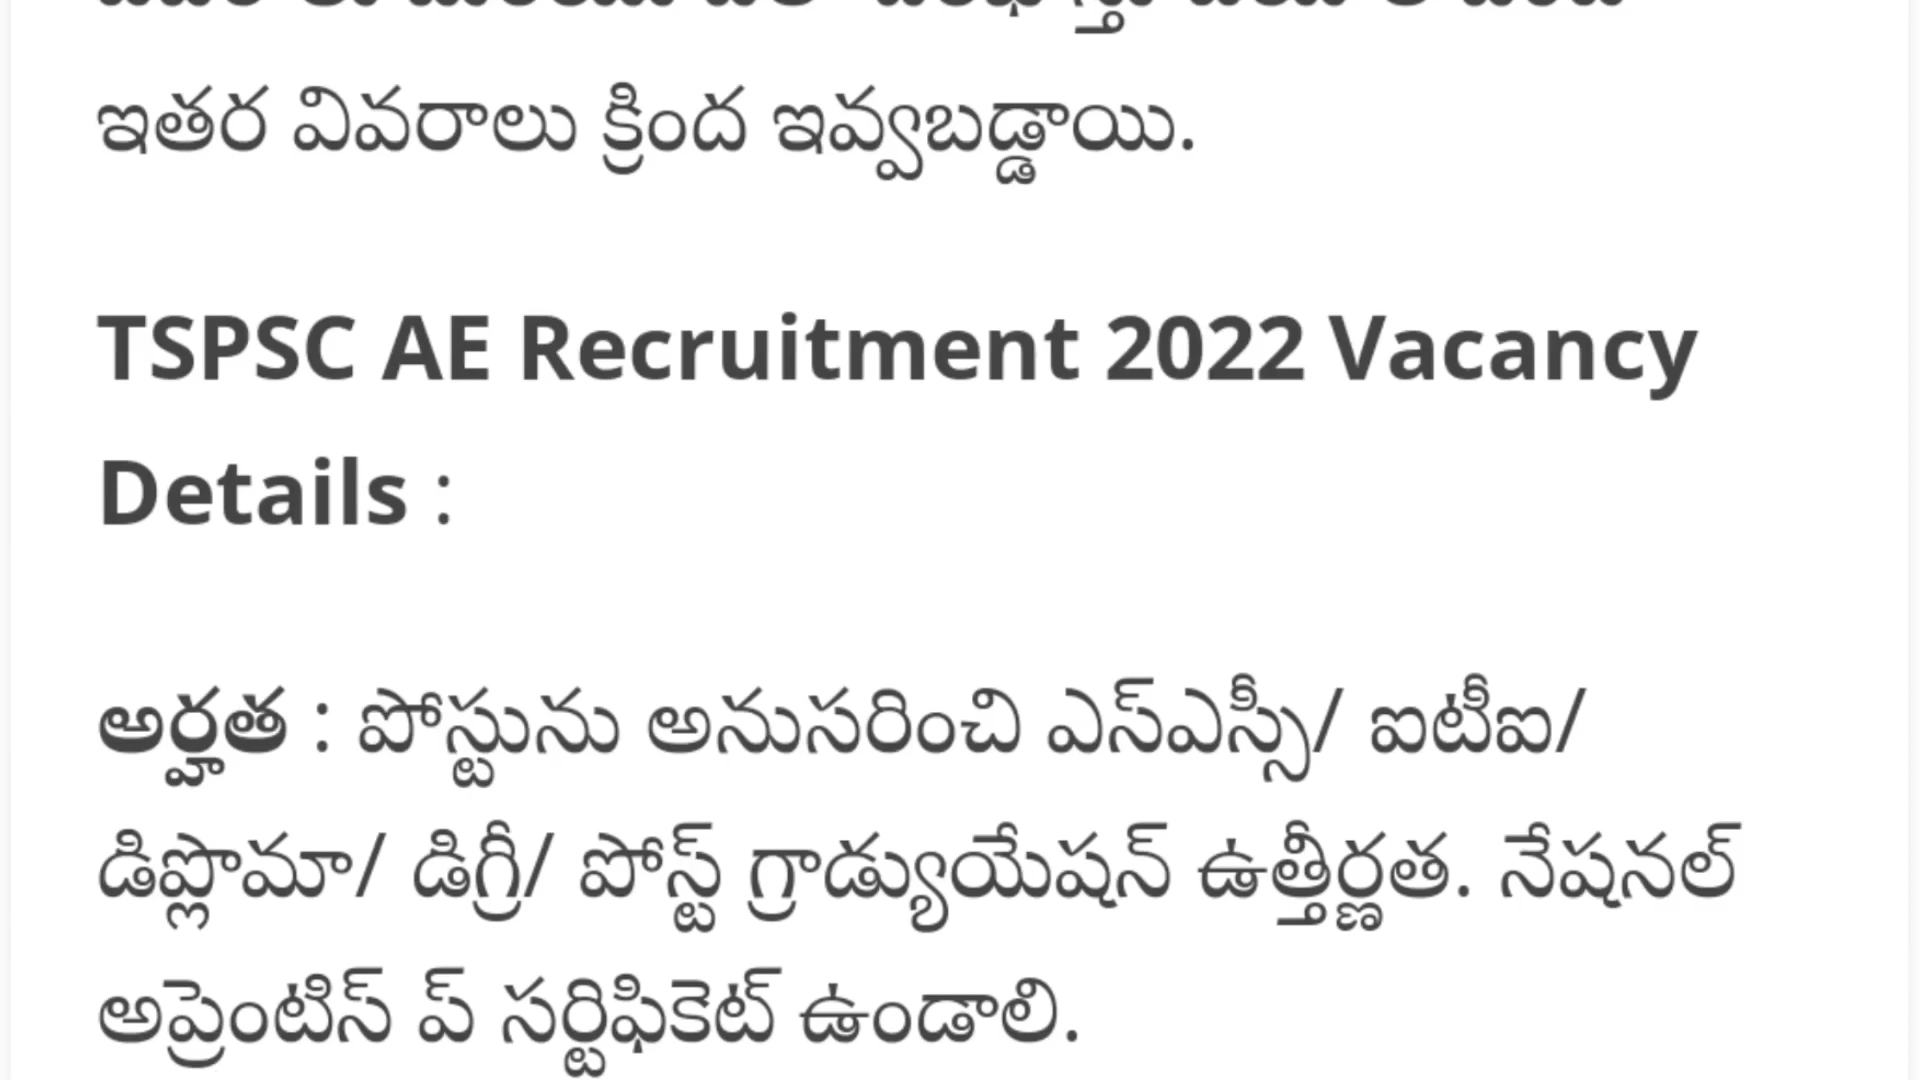 ఇతర వివరాలు క్రింద ఇవ్వబడ్డాయి.
TSPSC AE Recruitment 2022 Vacancy
Details :
అర్హత : పోస్టును అనుసరించి ఎస్ఎస్సీ/ ఐటీఐ/
డిప్లొమా/ డిగ్రీ/ పోస్ట్ గ్రాడ్యుయేషన్ ఉత్తీర్ణత. నేషనల్
అప్రెంటిస్ ప్ సర్టిఫికెట్ ఉండాలి.